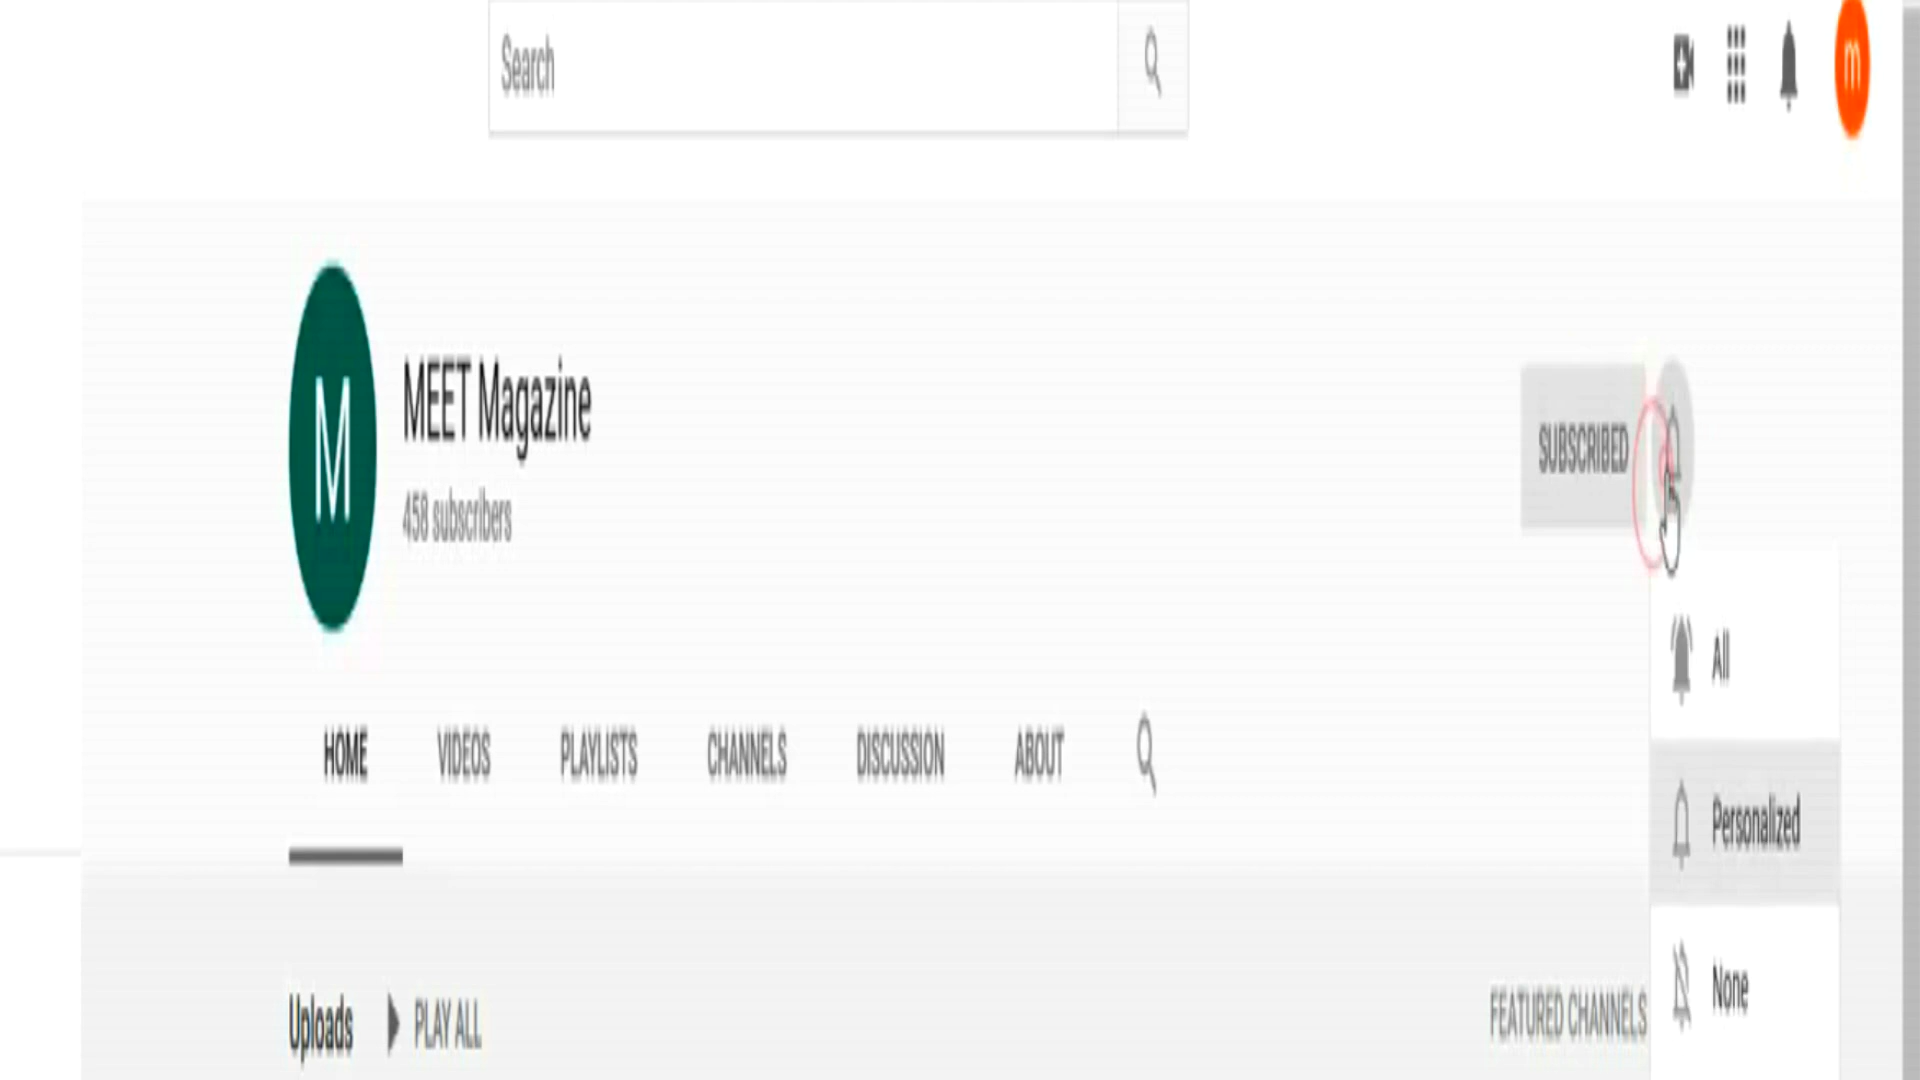 Search
m
M
MEET Magazine
458 subscribers
SUBSCRIBED
All
HOME VIDEOS PLAYLISTS CHANNELS DISCUSSION ABOUT
Personalized
None
Uploads PLAY ALL
FEATURED CHANNELS